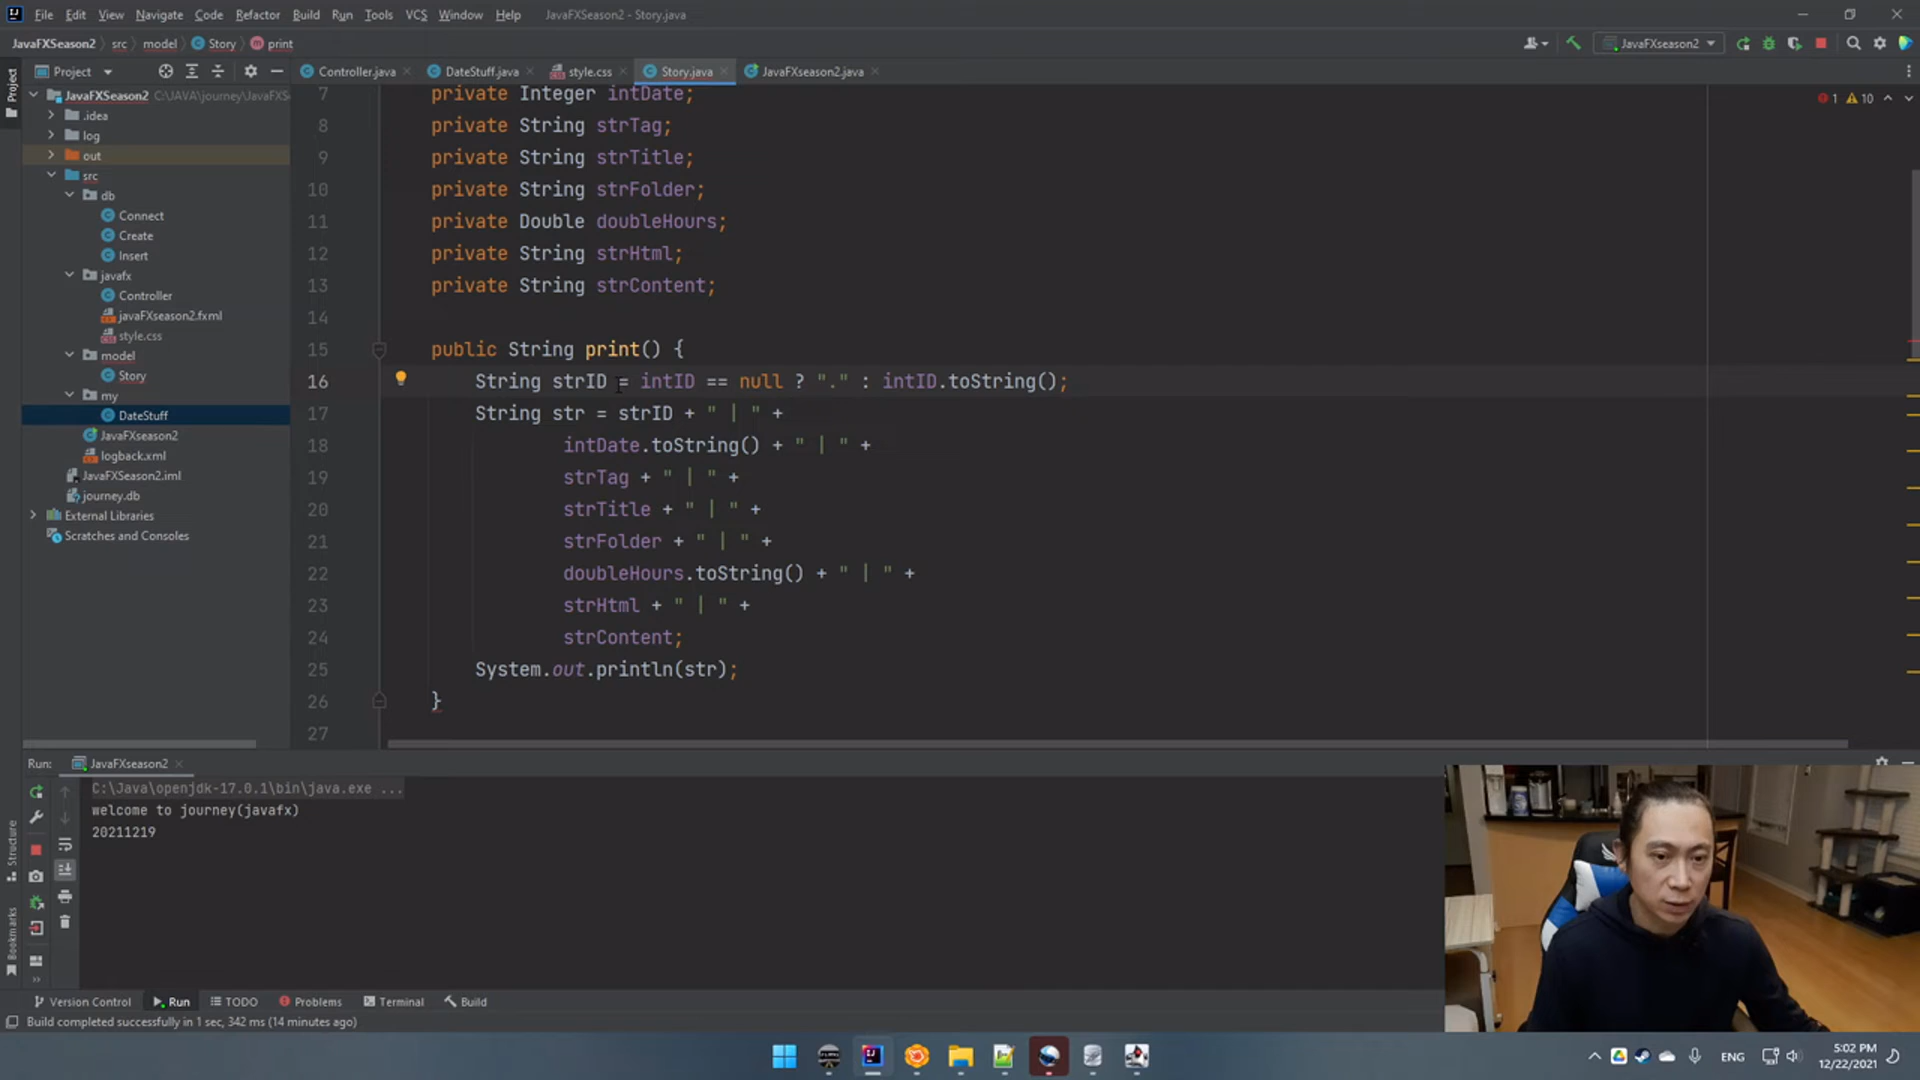 File Edit View Navigate Code Refactor Build Run Tools VCS Window Help JavaFXSeason2 - Story.java
JavaFXSeason2 src model Story print JavaFXseason2
Project Controller.java DateStuff.java style.css Story.java JavaFXseason2.java
Project
JavaFXSeason2 C:\JAVA\journey\JavaFXS
.idea
log
out
src
db
Connect
Create
Insert
javafx
Controller
javaFXseason2.fxml
style.css
model
Story
my
DateStuff
JavaFXseason2
logback.xml
JavaFXSeason2.iml
journey.db
External Libraries
Scratches and Consoles
1 10
7 private Integer intDate;
8 private String strTag;
9 private String strTitle;
10 private String strFolder;
11 private Double doubleHours;
12 private String strHtml;
13 private String strContent;
14
15 public String print() {
16 String strID = intID == null ? "." : intID.toString();
17 String str = strID + " | " +
18 intDate.toString() + " | " +
19 strTag + " | " +
20 strTitle + " | " +
21 strFolder + " | " +
22 doubleHours.toString() + " | " +
23 strHtml + " | " +
24 strContent;
25 System.out.println(str);
26 }
27
Run: JavaFXseason2
C:\Java\openjdk-17.0.1\bin\java.exe ...
welcome to journey(javafx)
20211219
Structure
Bookmarks
Version Control Run TODO Problems Terminal Build
Build completed successfully in 1 sec, 342 ms (14 minutes ago)
ENG
5:02 PM
12/22/2021